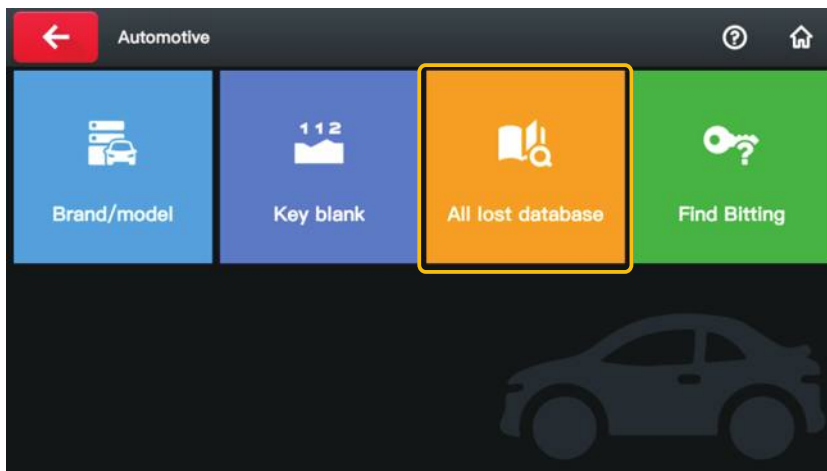 Automotive
112
Brand/model
Key blank
All lost database
Find Bitting